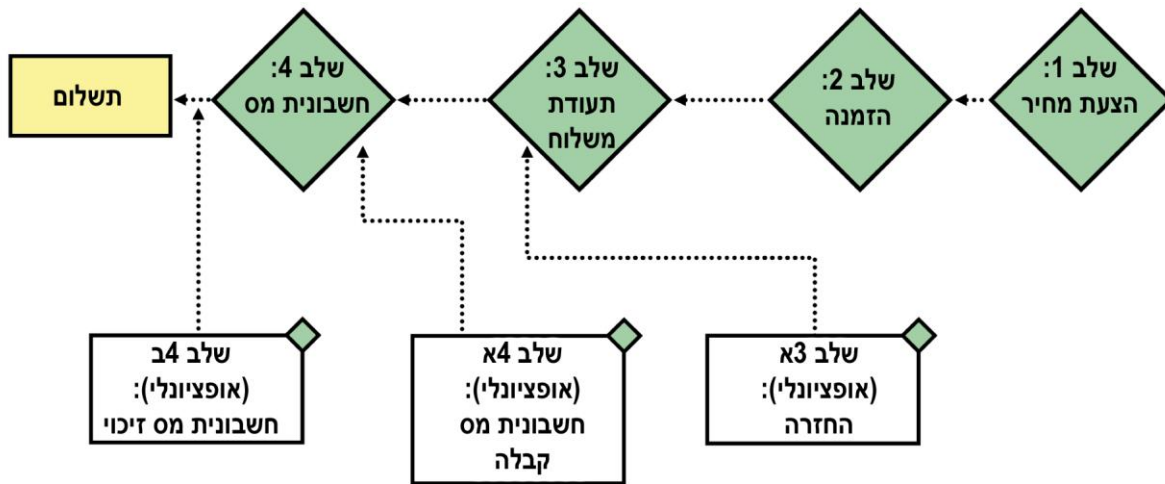 שלב 1:
הצעת מחיר
שלב 2:
הזמנה
שלב 3:
תעודת
משלוח
שלב 4:
חשבונית מס
תשלום
שלב 3א
(אופציונלי):
החזרה
שלב 4א
(אופציונלי):
חשבונית מס
קבלה
שלב 4ב
(אופציונלי):
חשבונית מס זיכוי